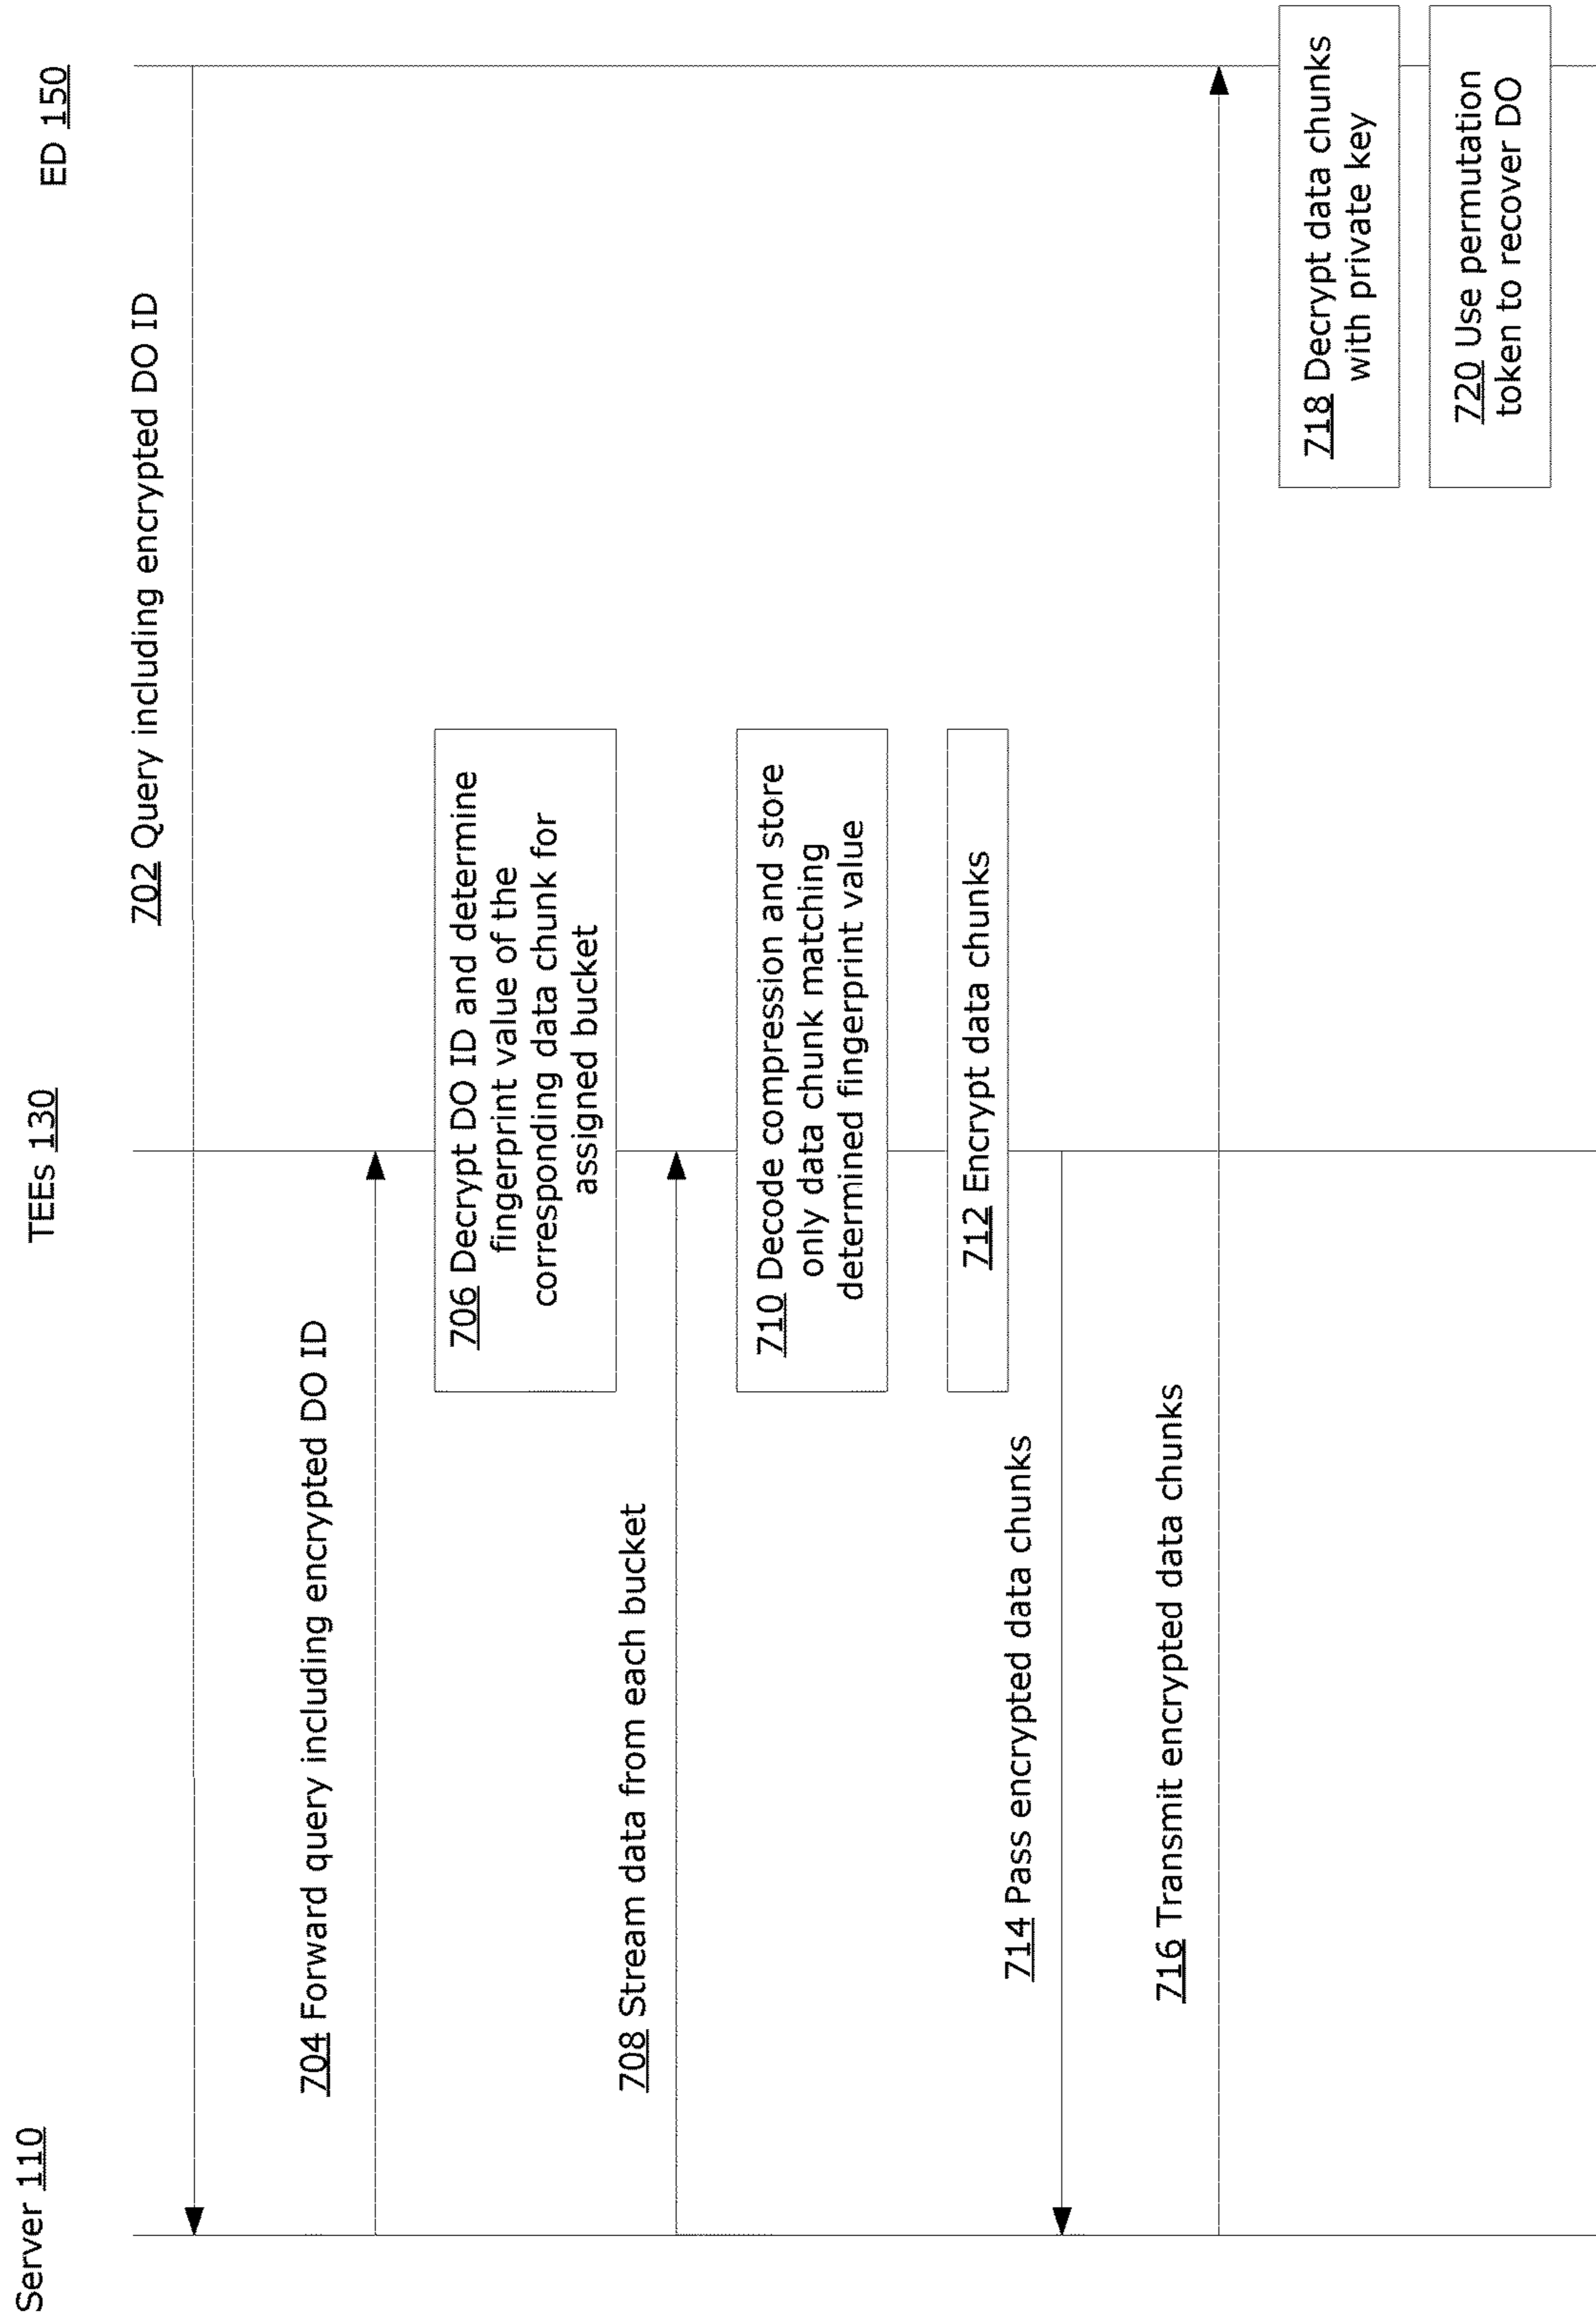 Server 110
TEEs 130
ED 150
702 Query including encrypted DO ID
704 Forward query including encrypted DO ID
706 Decrypt DO ID and determine
fingerprint value of the
corresponding data chunk for
assigned bucket
708 Stream data from each bucket
710 Decode compression and store
only data chunk matching
determined fingerprint value
712 Encrypt data chunks
714 Pass encrypted data chunks
716 Transmit encrypted data chunks
718 Decrypt data chunks
with private key
720 Use permutation
token to recover DO